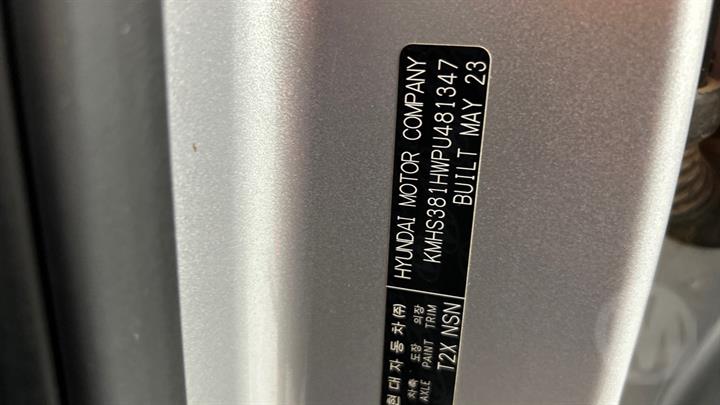 HYUNDAI MOTOR COMPANY
KMHS381HWPU481347
BUILT MAY 23
현대자동차(주)
차축 도장 의장
AXLE PAINT TRIM
T2X NSN